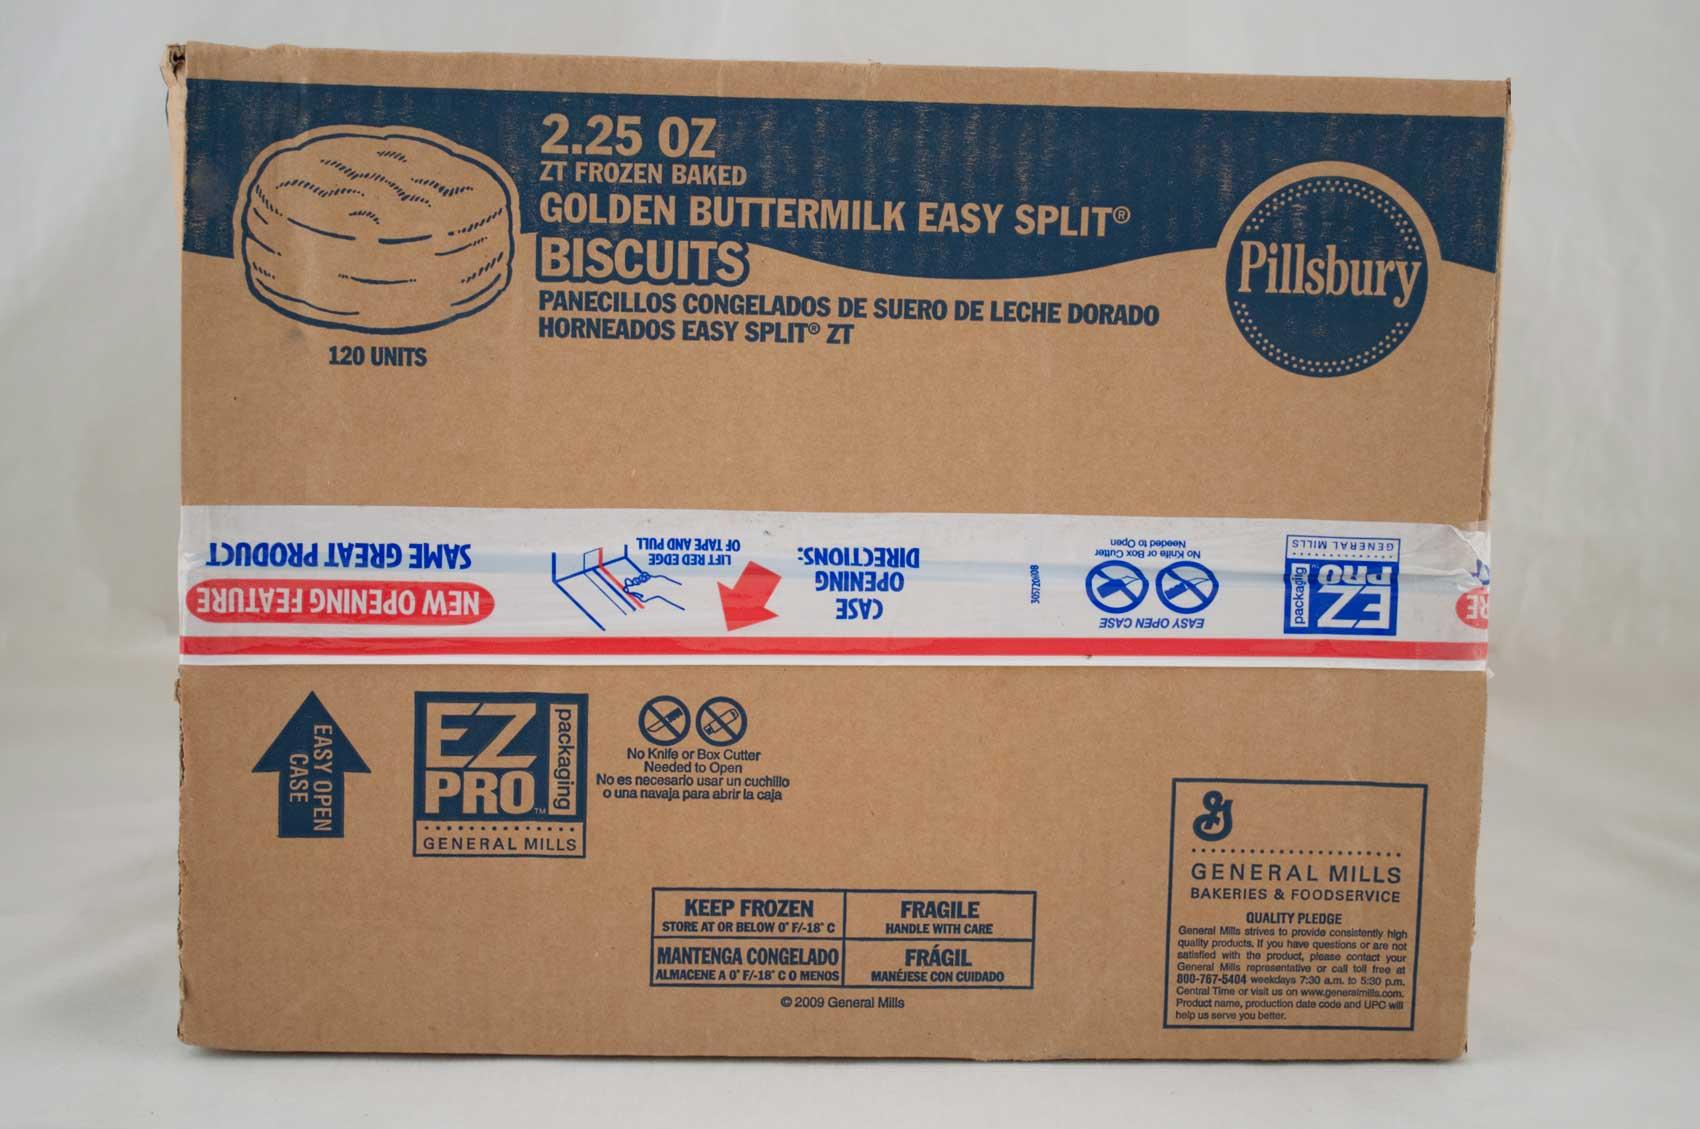 2.25 OZ
ZT FROZEN BAKED
GOLDEN BUTTERMILK EASY SPLIT®
BISCUITS
PANECILLOS CONGELADOS DE SUERO DE LECHE DORADO
HORNEADOS EASY SPLIT® ZT
120 UNITS
Pillsbury
NEW OPENING FEATURE
SAME GREAT PRODUCT
LIFT RED EDGE
OF TAPE AND PULL
CASE
OPENING
DIRECTIONS:
EASY OPEN CASE
No Knife or Box Cutter
Needed to Open
EZ
PRO
packaging
GENERAL MILLS
RE
EASY OPEN
CASE
EZ
PRO™
packaging
GENERAL MILLS
No Knife or Box Cutter
Needed to Open
No es necesario usar un cuchillo
o una navaja para abrir la caja
KEEP FROZEN
STORE AT OR BELOW 0° F/-18° C
FRAGILE
HANDLE WITH CARE
MANTENGA CONGELADO
ALMACENE A 0° F/-18° C O MENOS
FRÁGIL
MANÉJESE CON CUIDADO
© 2009 General Mills
G
GENERAL MILLS
BAKERIES & FOODSERVICE
QUALITY PLEDGE
General Mills strives to provide consistently high
quality products. If you have questions or are not
satisfied with the product, please contact your
General Mills representative or call toll free at
800-767-5404 weekdays 7:30 a.m. to 5:30 p.m.
Central Time or visit us on www.generalmills.com.
Product name, production date code and UPC will
help us serve you better.